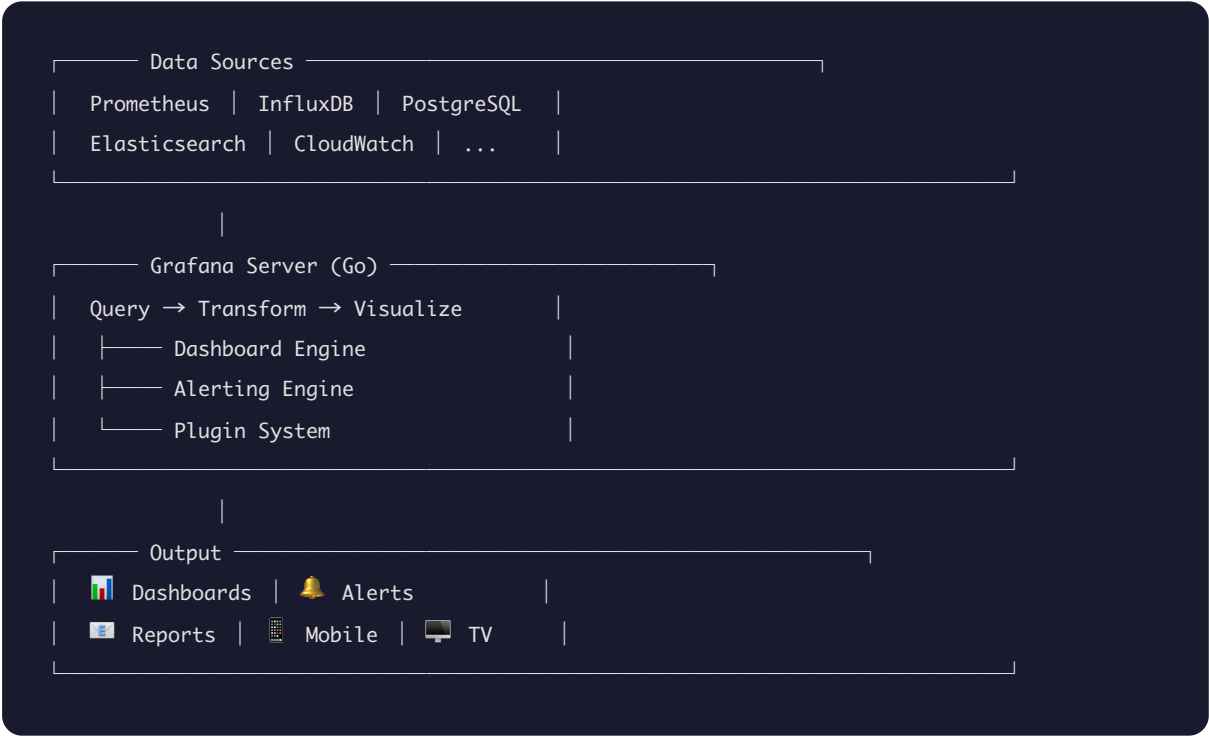 Data Sources
Prometheus │ InfluxDB │ PostgreSQL
Elasticsearch │ CloudWatch │ ...
Grafana Server (Go)
Query → Transform → Visualize
├──── Dashboard Engine
├──── Alerting Engine
└──── Plugin System
Output
📊 Dashboards │ 🔔 Alerts
📧 Reports │ 📱 Mobile │ 🖥️ TV